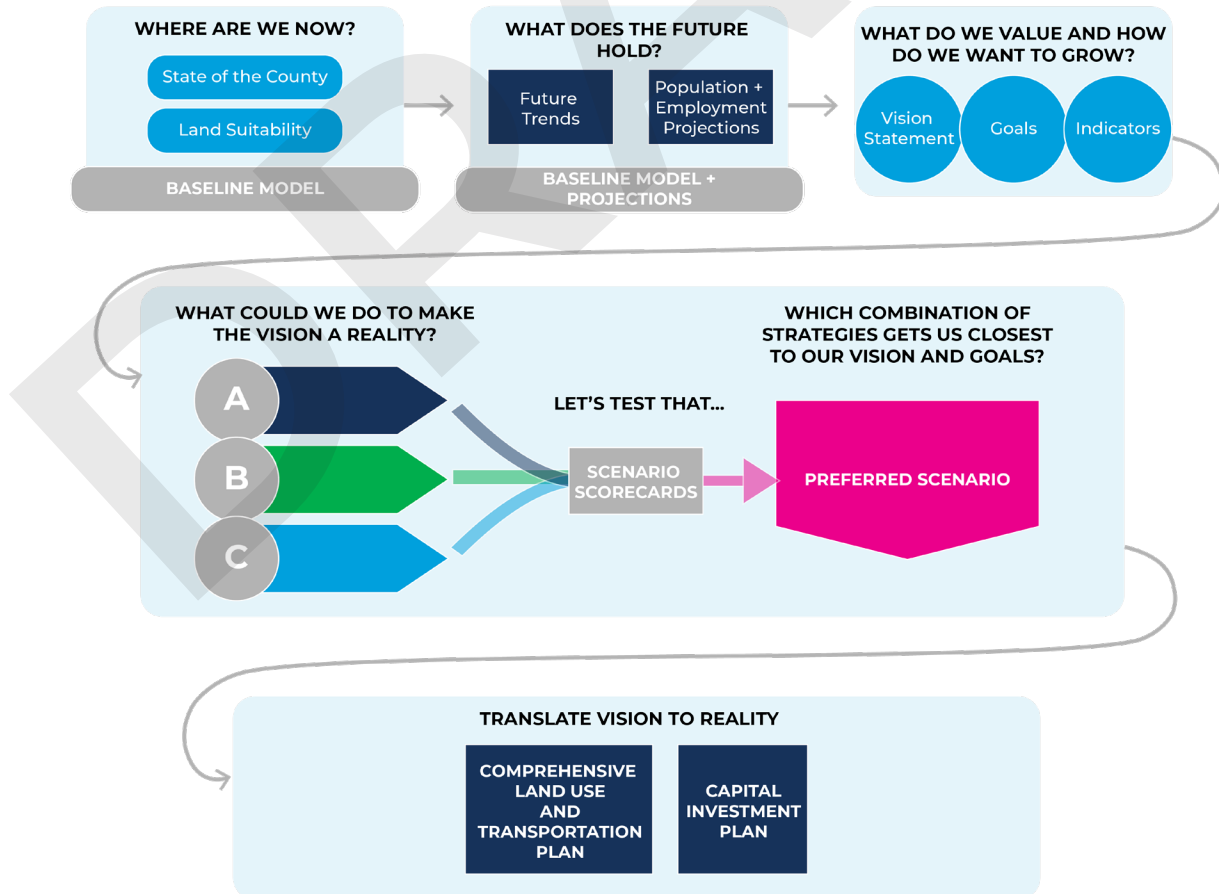 WHERE ARE WE NOW?
State of the County
Land Suitability
BASELINE MODEL
WHAT DOES THE FUTURE
HOLD?
Future
Trends
Population +
Employment
Projections
BASELINE MODEL +
PROJECTIONS
WHAT DO WE VALUE AND HOW
DO WE WANT TO GROW?
Vision
Statement
Goals
Indicators
WHAT COULD WE DO TO MAKE
THE VISION A REALITY?
A
B
C
LET'S TEST THAT...
SCENARIO
SCORECARDS
WHICH COMBINATION OF
STRATEGIES GETS US CLOSEST
TO OUR VISION AND GOALS?
PREFERRED SCENARIO
TRANSLATE VISION TO REALITY
COMPREHENSIVE
LAND USE
AND
TRANSPORTATION
PLAN
CAPITAL
INVESTMENT
PLAN